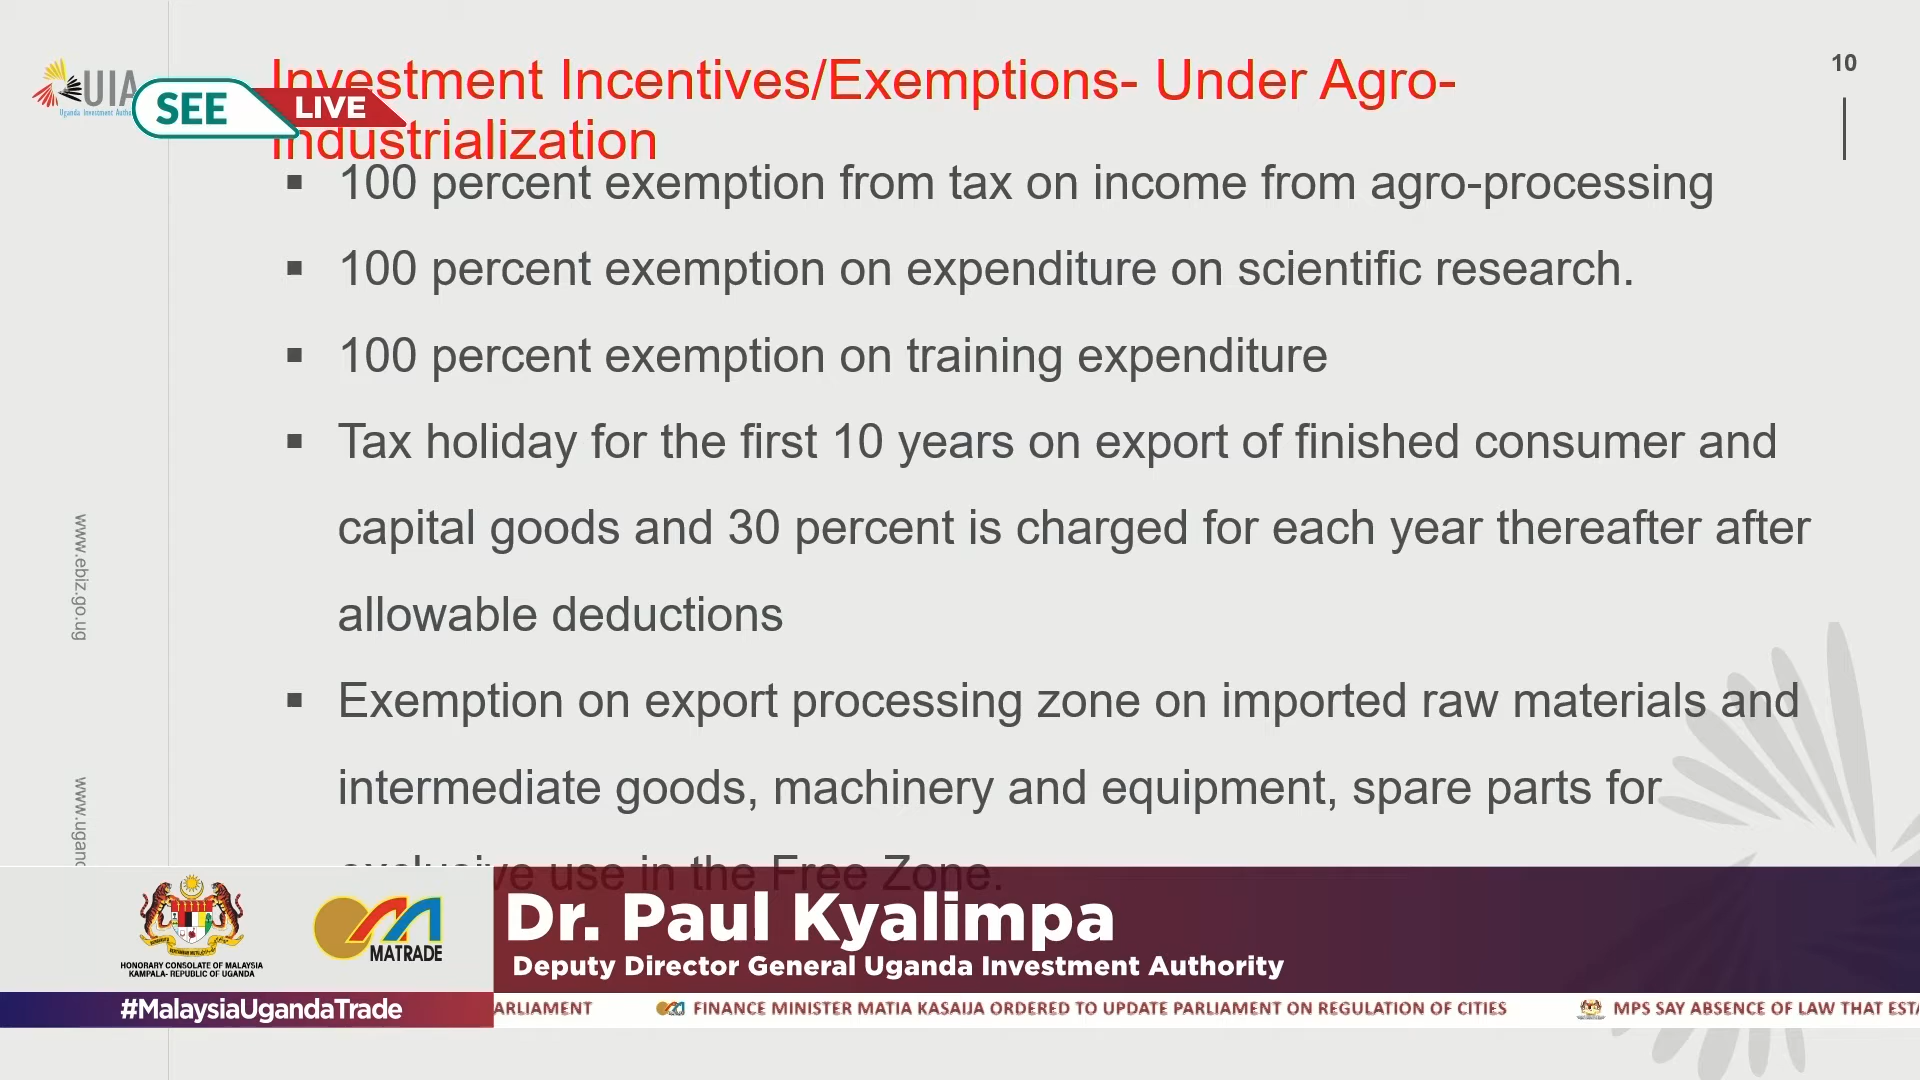 UIA
Uganda Investment
SEE
LIVE
Investment Incentives/Exemptions- Under Agro-
Industrialization
10
▪ 100 percent exemption from tax on income from agro-processing
▪ 100 percent exemption on expenditure on scientific research.
▪ 100 percent exemption on training expenditure
▪ Tax holiday for the first 10 years on export of finished consumer and
capital goods and 30 percent is charged for each year thereafter after
allowable deductions
▪ Exemption on export processing zone on imported raw materials and
intermediate goods, machinery and equipment, spare parts for
exclusive use in the Free Zone.
www.ebiz.go.ug
HONORARY CONSOLATE OF MALAYSIA
KAMPALA- REPUBLIC OF UGANDA
MATRADE
Dr. Paul Kyalimpa
Deputy Director General Uganda Investment Authority
#MalaysiaUgandaTrade
ARLIAMENT FINANCE MINISTER MATIA KASAIJA ORDERED TO UPDATE PARLIAMENT ON REGULATION OF CITIES MPS SAY ABSENCE OF LAW THAT